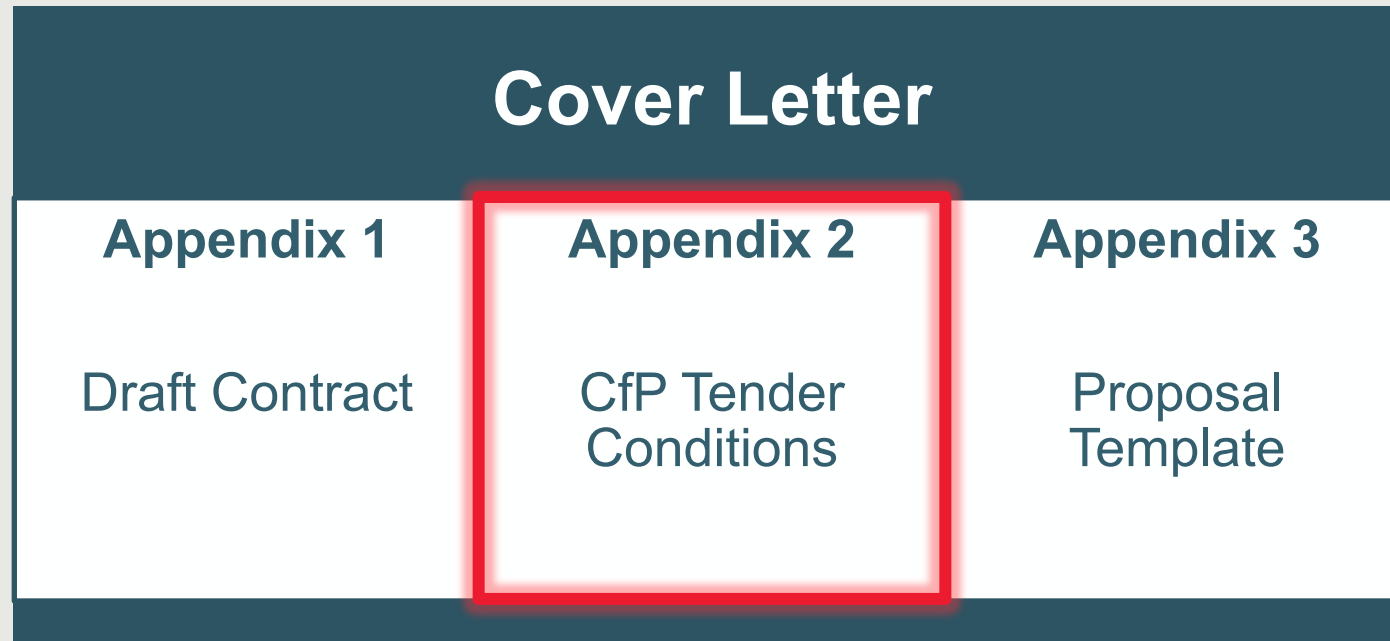 Cover Letter
Appendix 1
Draft Contract
Appendix 2
CfP Tender
Conditions
Appendix 3
Proposal
Template